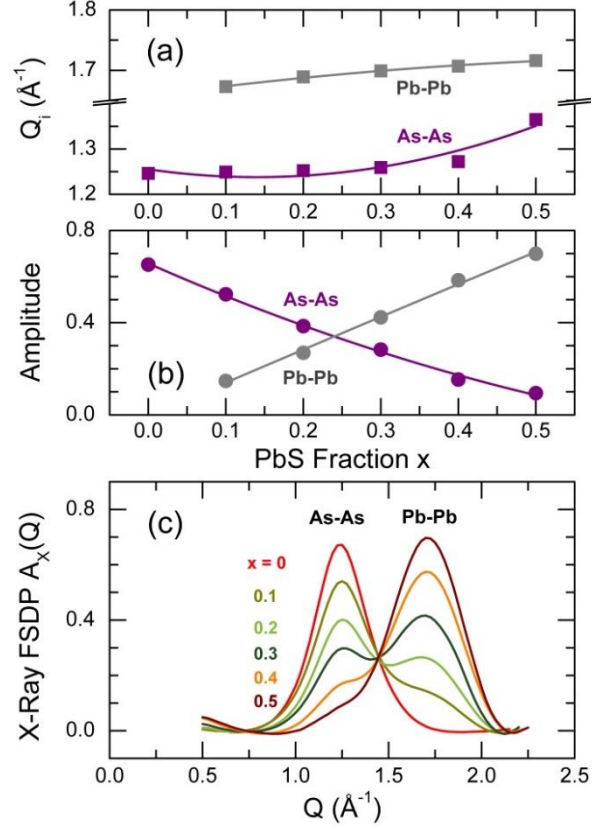 1.8
(a)
1.7
Pb-Pb
Q_i (Å⁻¹)
As-As
1.3
1.2
0.0 0.1 0.2 0.3 0.4 0.5
0.8
As-As
Amplitude
0.4
(b)
Pb-Pb
0.0
0.0 0.1 0.2 0.3 0.4 0.5
PbS Fraction x
0.8
(c)
As-As Pb-Pb
x = 0
0.1
0.4
0.2
0.3
0.4
0.5
X-Ray FSDP A_X(Q)
0.0
0.0 0.5 1.0 1.5 2.0 2.5
Q (Å⁻¹)